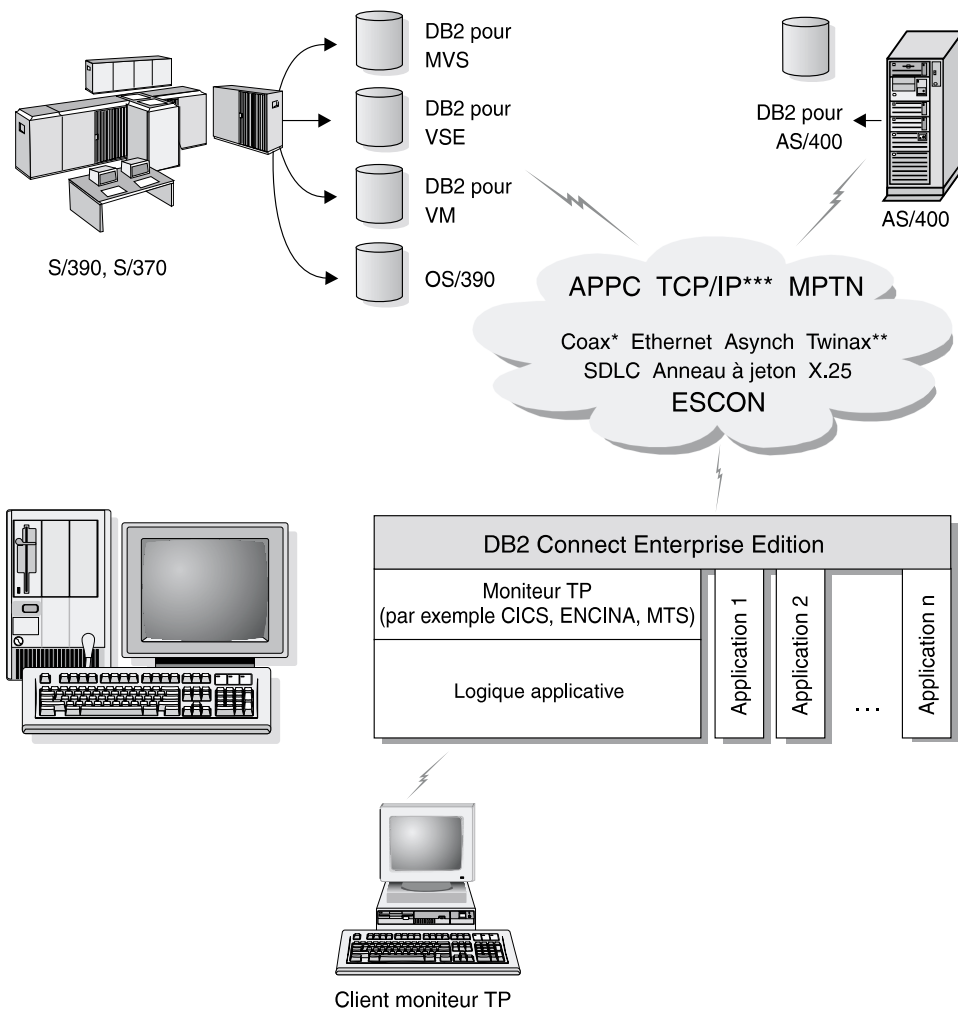 DB2 pour
MVS
DB2 pour
VSE
DB2 pour
VM
OS/390
S/390, S/370
DB2 pour
AS/400
AS/400
APPC TCP/IP*** MPTN
Coax* Ethernet Asynch Twinax**
SDLC Anneau à jeton X.25
ESCON
DB2 Connect Enterprise Edition
Moniteur TP
(par exemple CICS, ENCINA, MTS)
Logique applicative
Application 1
Application 2
...
Application n
Client moniteur TP